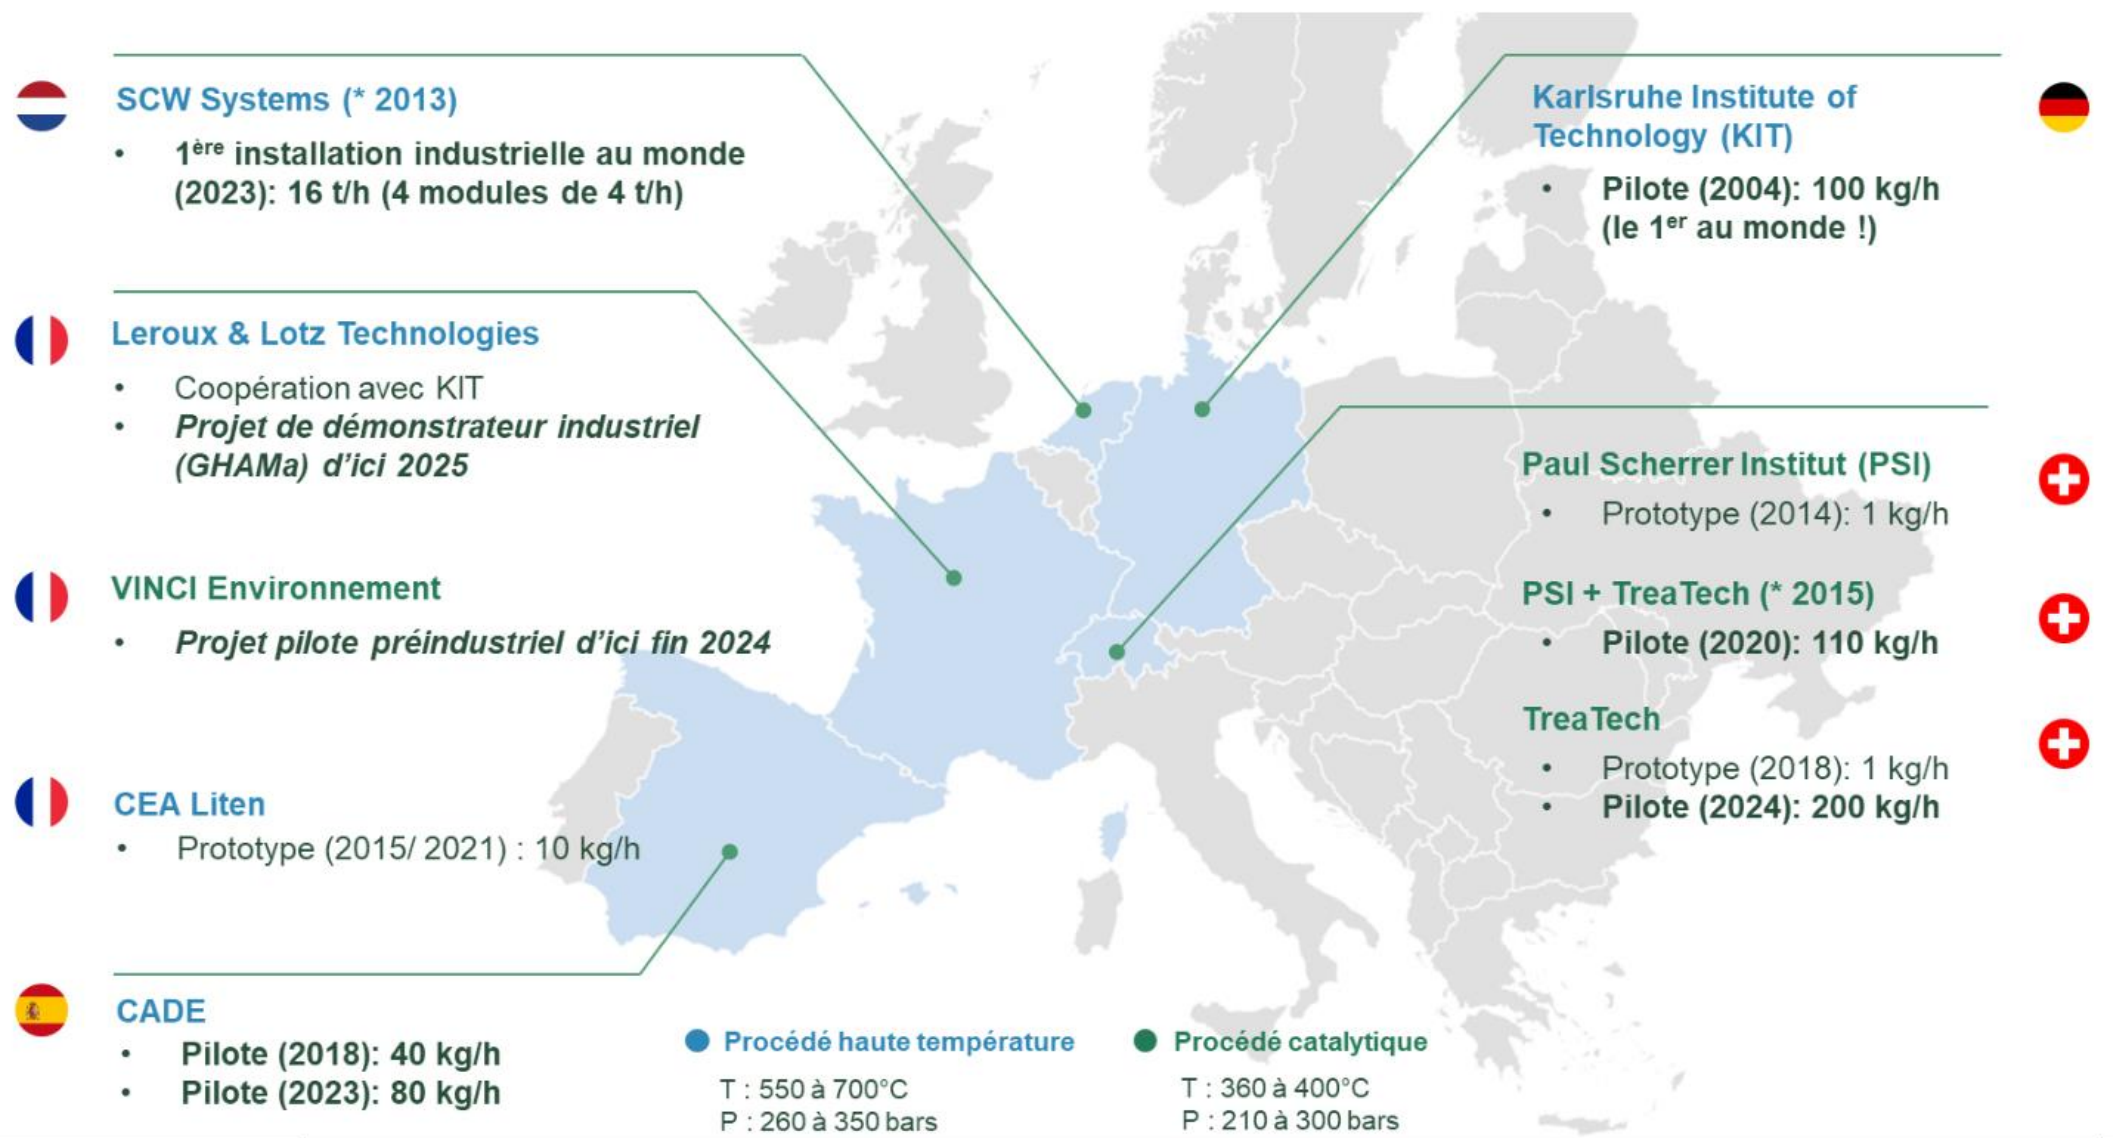 SCW Systems (* 2013)
• 1ère installation industrielle au monde
(2023): 16 t/h (4 modules de 4 t/h)
Leroux & Lotz Technologies
• Coopération avec KIT
• Projet de démonstrateur industriel
(GHAMa) d’ici 2025
VINCI Environnement
• Projet pilote préindustriel d’ici fin 2024
CEA Liten
• Prototype (2015/ 2021) : 10 kg/h
CADE
• Pilote (2018): 40 kg/h
• Pilote (2023): 80 kg/h
Karlsruhe Institute of
Technology (KIT)
• Pilote (2004): 100 kg/h
(le 1er au monde !)
Paul Scherrer Institut (PSI)
• Prototype (2014): 1 kg/h
PSI + TreaTech (* 2015)
• Pilote (2020): 110 kg/h
TreaTech
• Prototype (2018): 1 kg/h
• Pilote (2024): 200 kg/h
Procédé haute température
T : 550 à 700°C
P : 260 à 350 bars
Procédé catalytique
T : 360 à 400°C
P : 210 à 300 bars